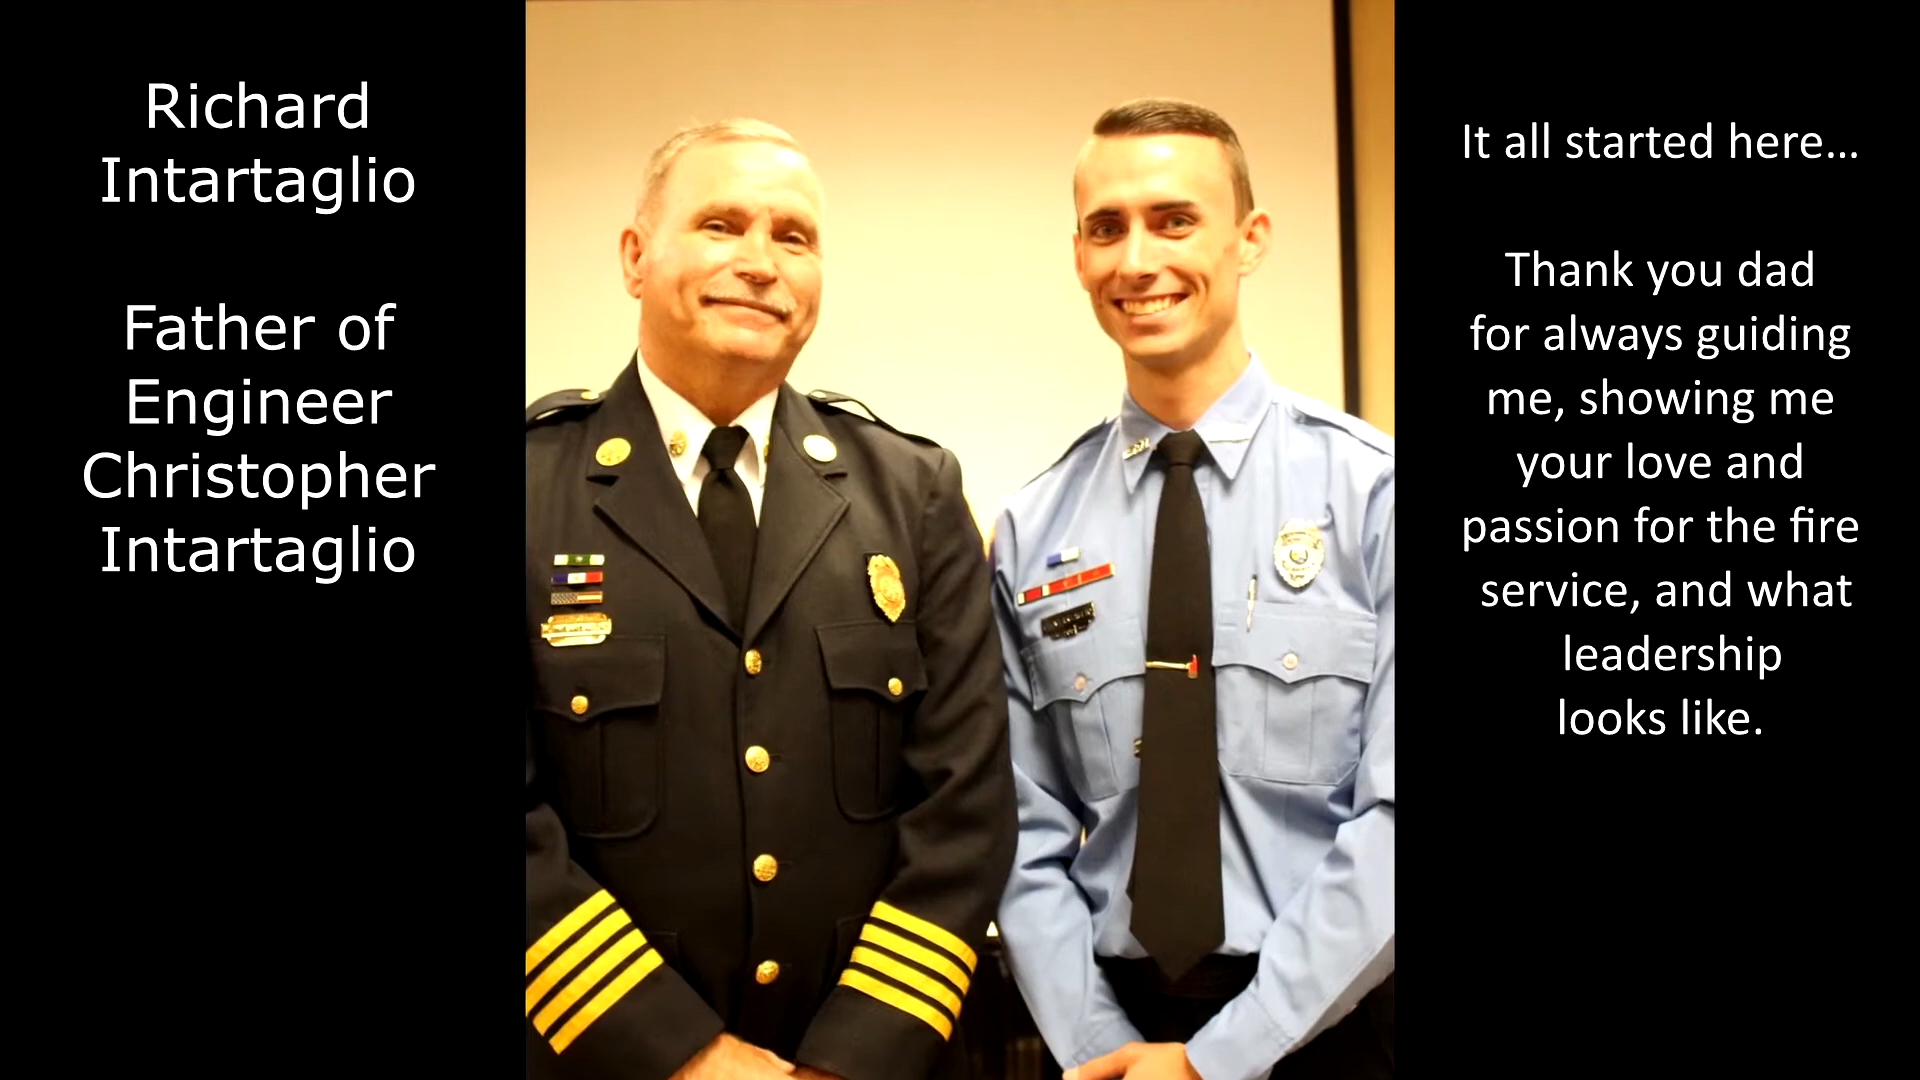 Richard
Intartaglio
Father of
Engineer
Christopher
Intartaglio
It all started here...
Thank you dad
for always guiding
me, showing me
your love and
passion for the fire
service, and what
leadership
looks like.